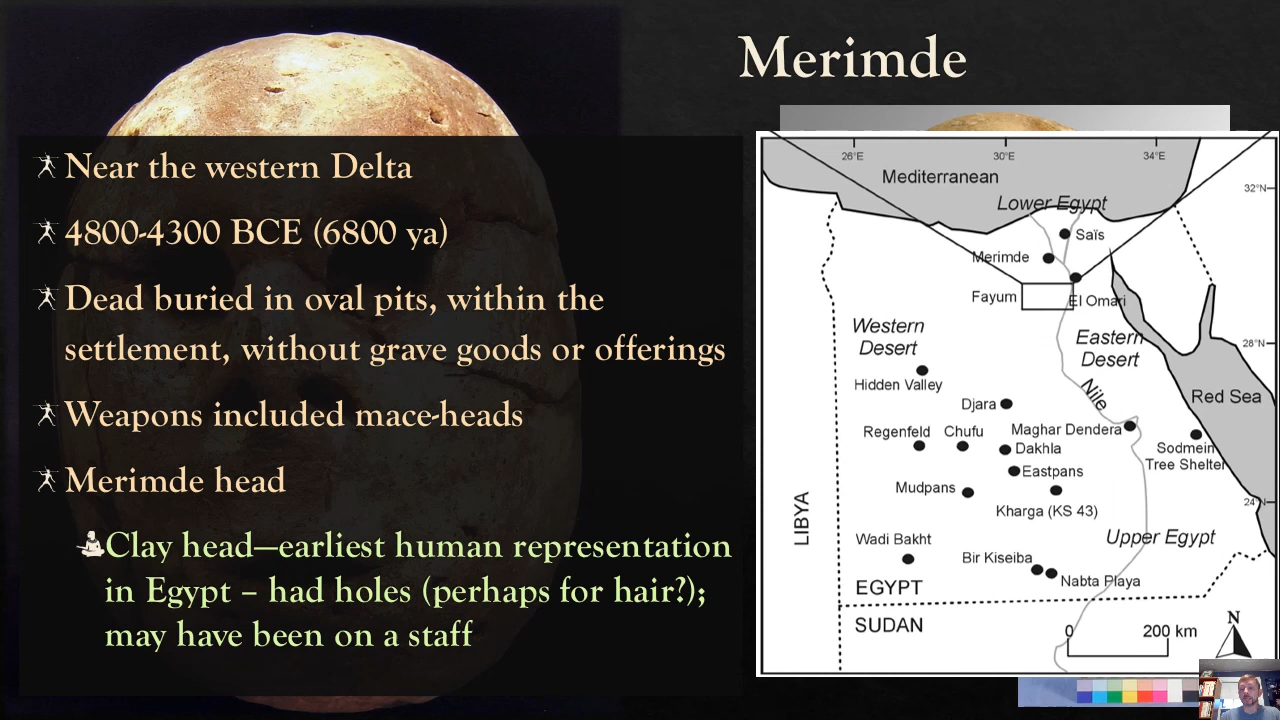 Merimde
Near the western Delta
4800-4300 BCE (6800 ya)
Dead buried in oval pits, within the
settlement, without grave goods or offerings
Weapons included mace-heads
Merimde head
Clay head—earliest human representation
in Egypt – had holes (perhaps for hair?);
may have been on a staff
26°E
30°E
34°E
Mediterranean
32°N
Lower Egypt
Saïs
Merimde
Fayum
El Omari
Western
Desert
Eastern
Desert
28°N
Hidden Valley
Nile
Red Sea
Djara
Regenfeld
Chufu
Maghar Dendera
Dakhla
Sodmein
Tree Shelter
Eastpans
Mudpans
Kharga (KS 43)
24°N
LIBYA
Wadi Bakht
Upper Egypt
Bir Kiseiba
Nabta Playa
EGYPT
SUDAN
0
200 km
N